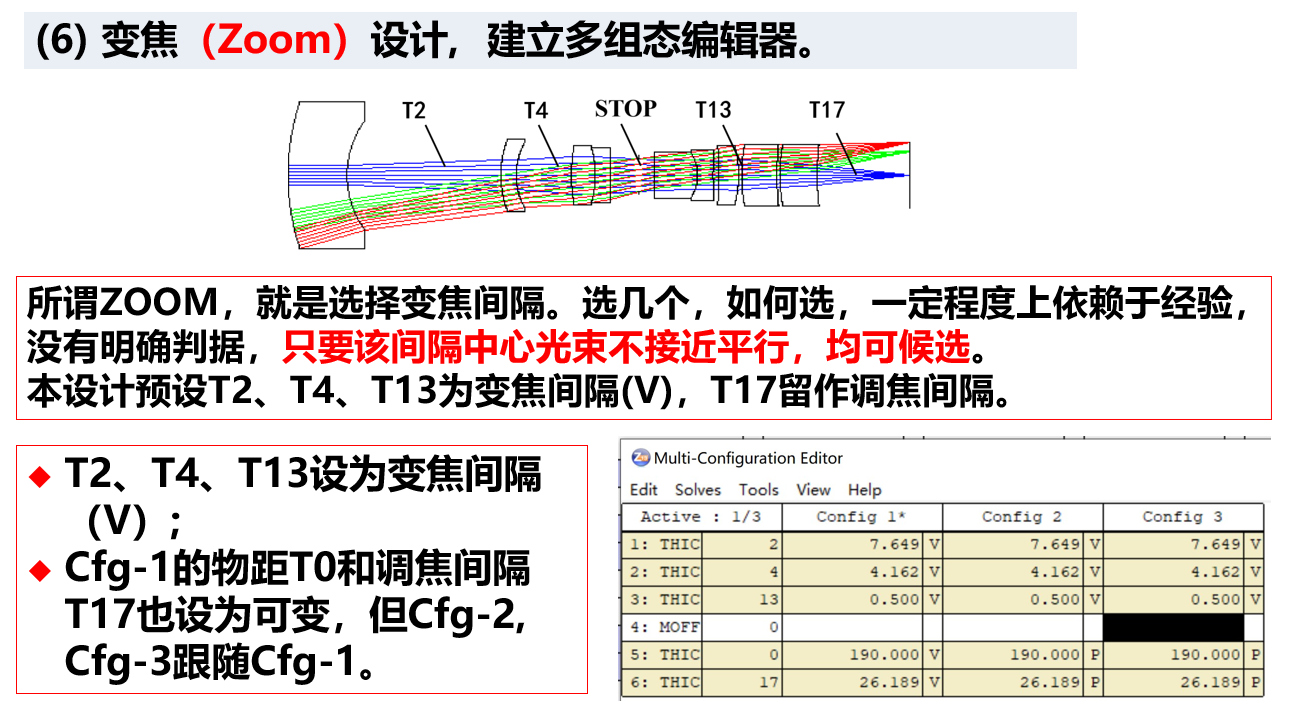 (6) 变焦（Zoom）设计，建立多组态编辑器。
T2 T4 STOP T13 T17
所谓ZOOM，就是选择变焦间隔。选几个，如何选，一定程度上依赖于经验，
没有明确判据，只要该间隔中心光束不接近平行，均可候选。
本设计预设T2、T4、T13为变焦间隔(V)，T17留作调焦间隔。
◆ T2、T4、T13设为变焦间隔
（V）；
◆ Cfg-1的物距T0和调焦间隔
T17也设为可变，但Cfg-2,
Cfg-3跟随Cfg-1。
Multi-Configuration Editor
Edit Solves Tools View Help
Active : 1/3 Config 1* Config 2 Config 3
1: THIC 2 7.649 V 7.649 V 7.649 V
2: THIC 4 4.162 V 4.162 V 4.162 V
3: THIC 13 0.500 V 0.500 V 0.500 V
4: MOFF 0
5: THIC 0 190.000 V 190.000 P 190.000 P
6: THIC 17 26.189 V 26.189 P 26.189 P